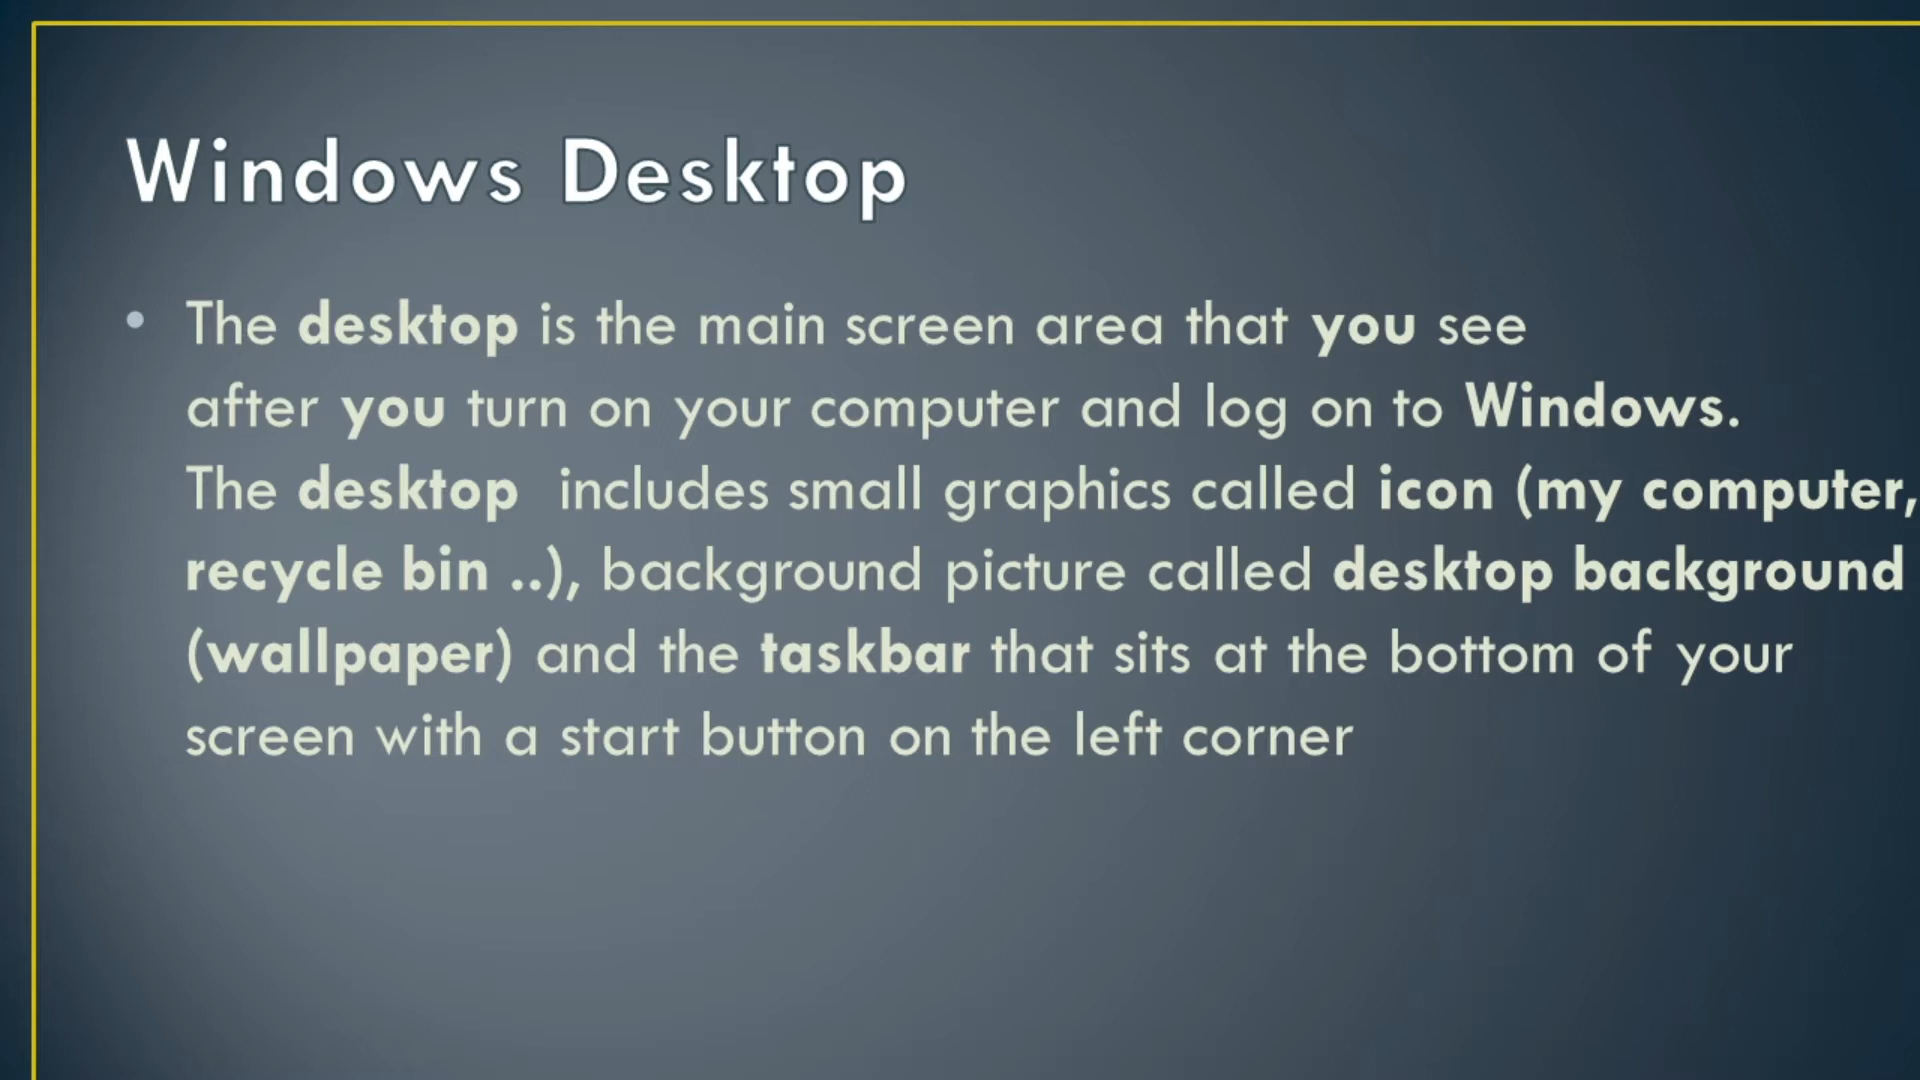 Windows Desktop
• The desktop is the main screen area that you see
after you turn on your computer and log on to Windows.
The desktop  includes small graphics called icon (my computer,
recycle bin ..), background picture called desktop background
(wallpaper) and the taskbar that sits at the bottom of your
screen with a start button on the left corner